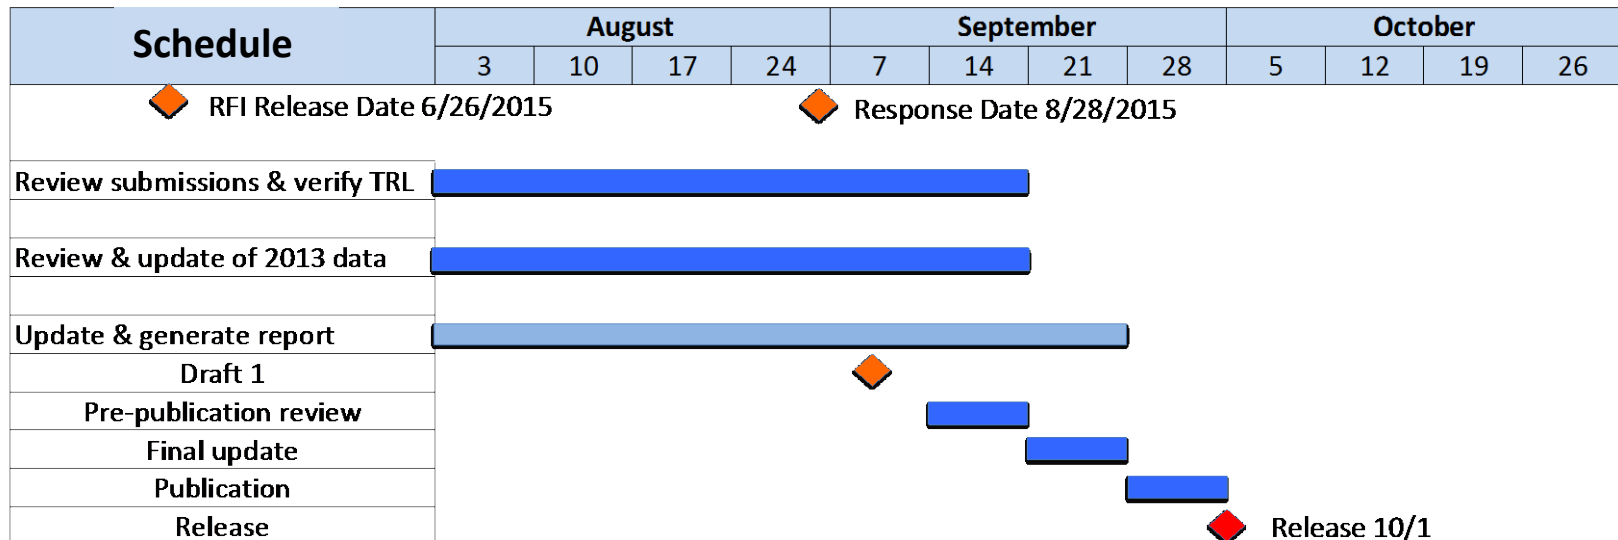 Schedule
August September October
3 10 17 24 7 14 21 28 5 12 19 26
RFI Release Date 6/26/2015 Response Date 8/28/2015
Review submissions & verify TRL
Review & update of 2013 data
Update & generate report
Draft 1
Pre-publication review
Final update
Publication
Release Release 10/1